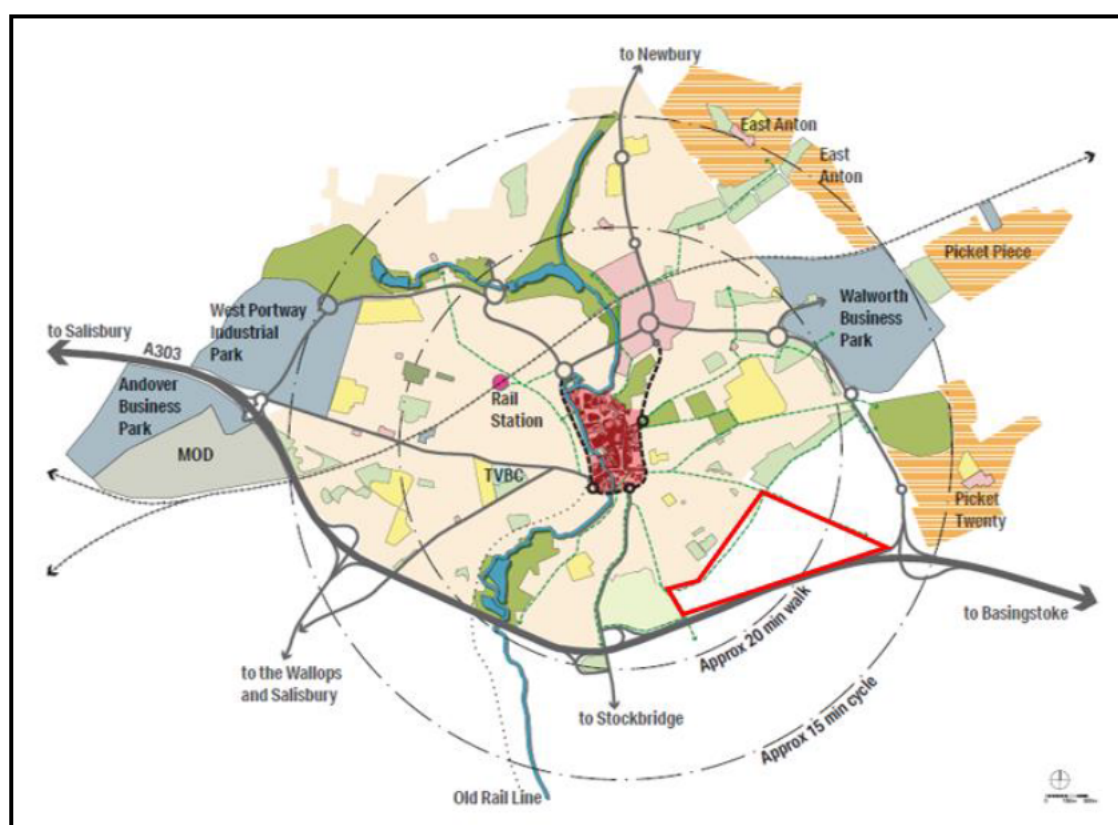 to Newbury
East Anton
East
Anton
Picket Piece
West Portway
Industrial
Park
to Salisbury
A303
Walworth
Business
Park
Andover
Business
Park
Rail
Station
MOD
TVBC
Picket
Twenty
to Basingstoke
Approx 20 min walk
to the Wallops
and Salisbury
to Stockbridge
Approx 15 min cycle
Old Rail Line
0